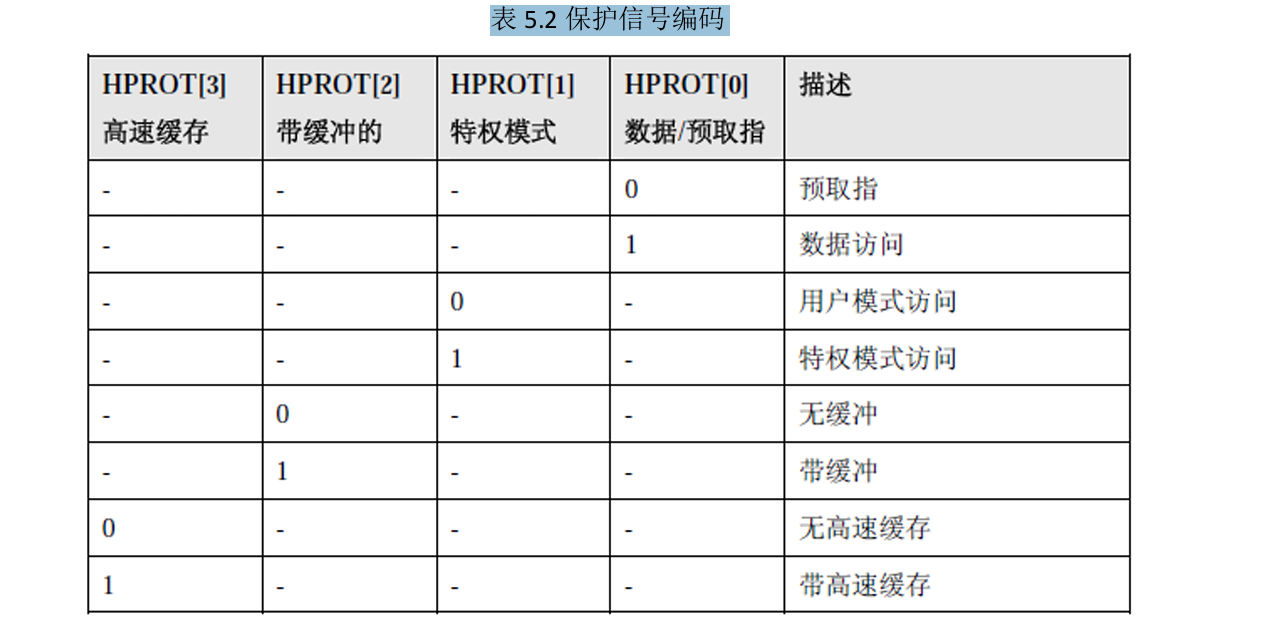 表 5.2 保护信号编码
HPROT[3] HPROT[2] HPROT[1] HPROT[0] 描述
高速缓存 带缓冲的 特权模式 数据/预取指
- - - 0 预取指
- - - 1 数据访问
- - 0 - 用户模式访问
- - 1 - 特权模式访问
- 0 - - 无缓冲
- 1 - - 带缓冲
0 - - - 无高速缓存
1 - - - 带高速缓存